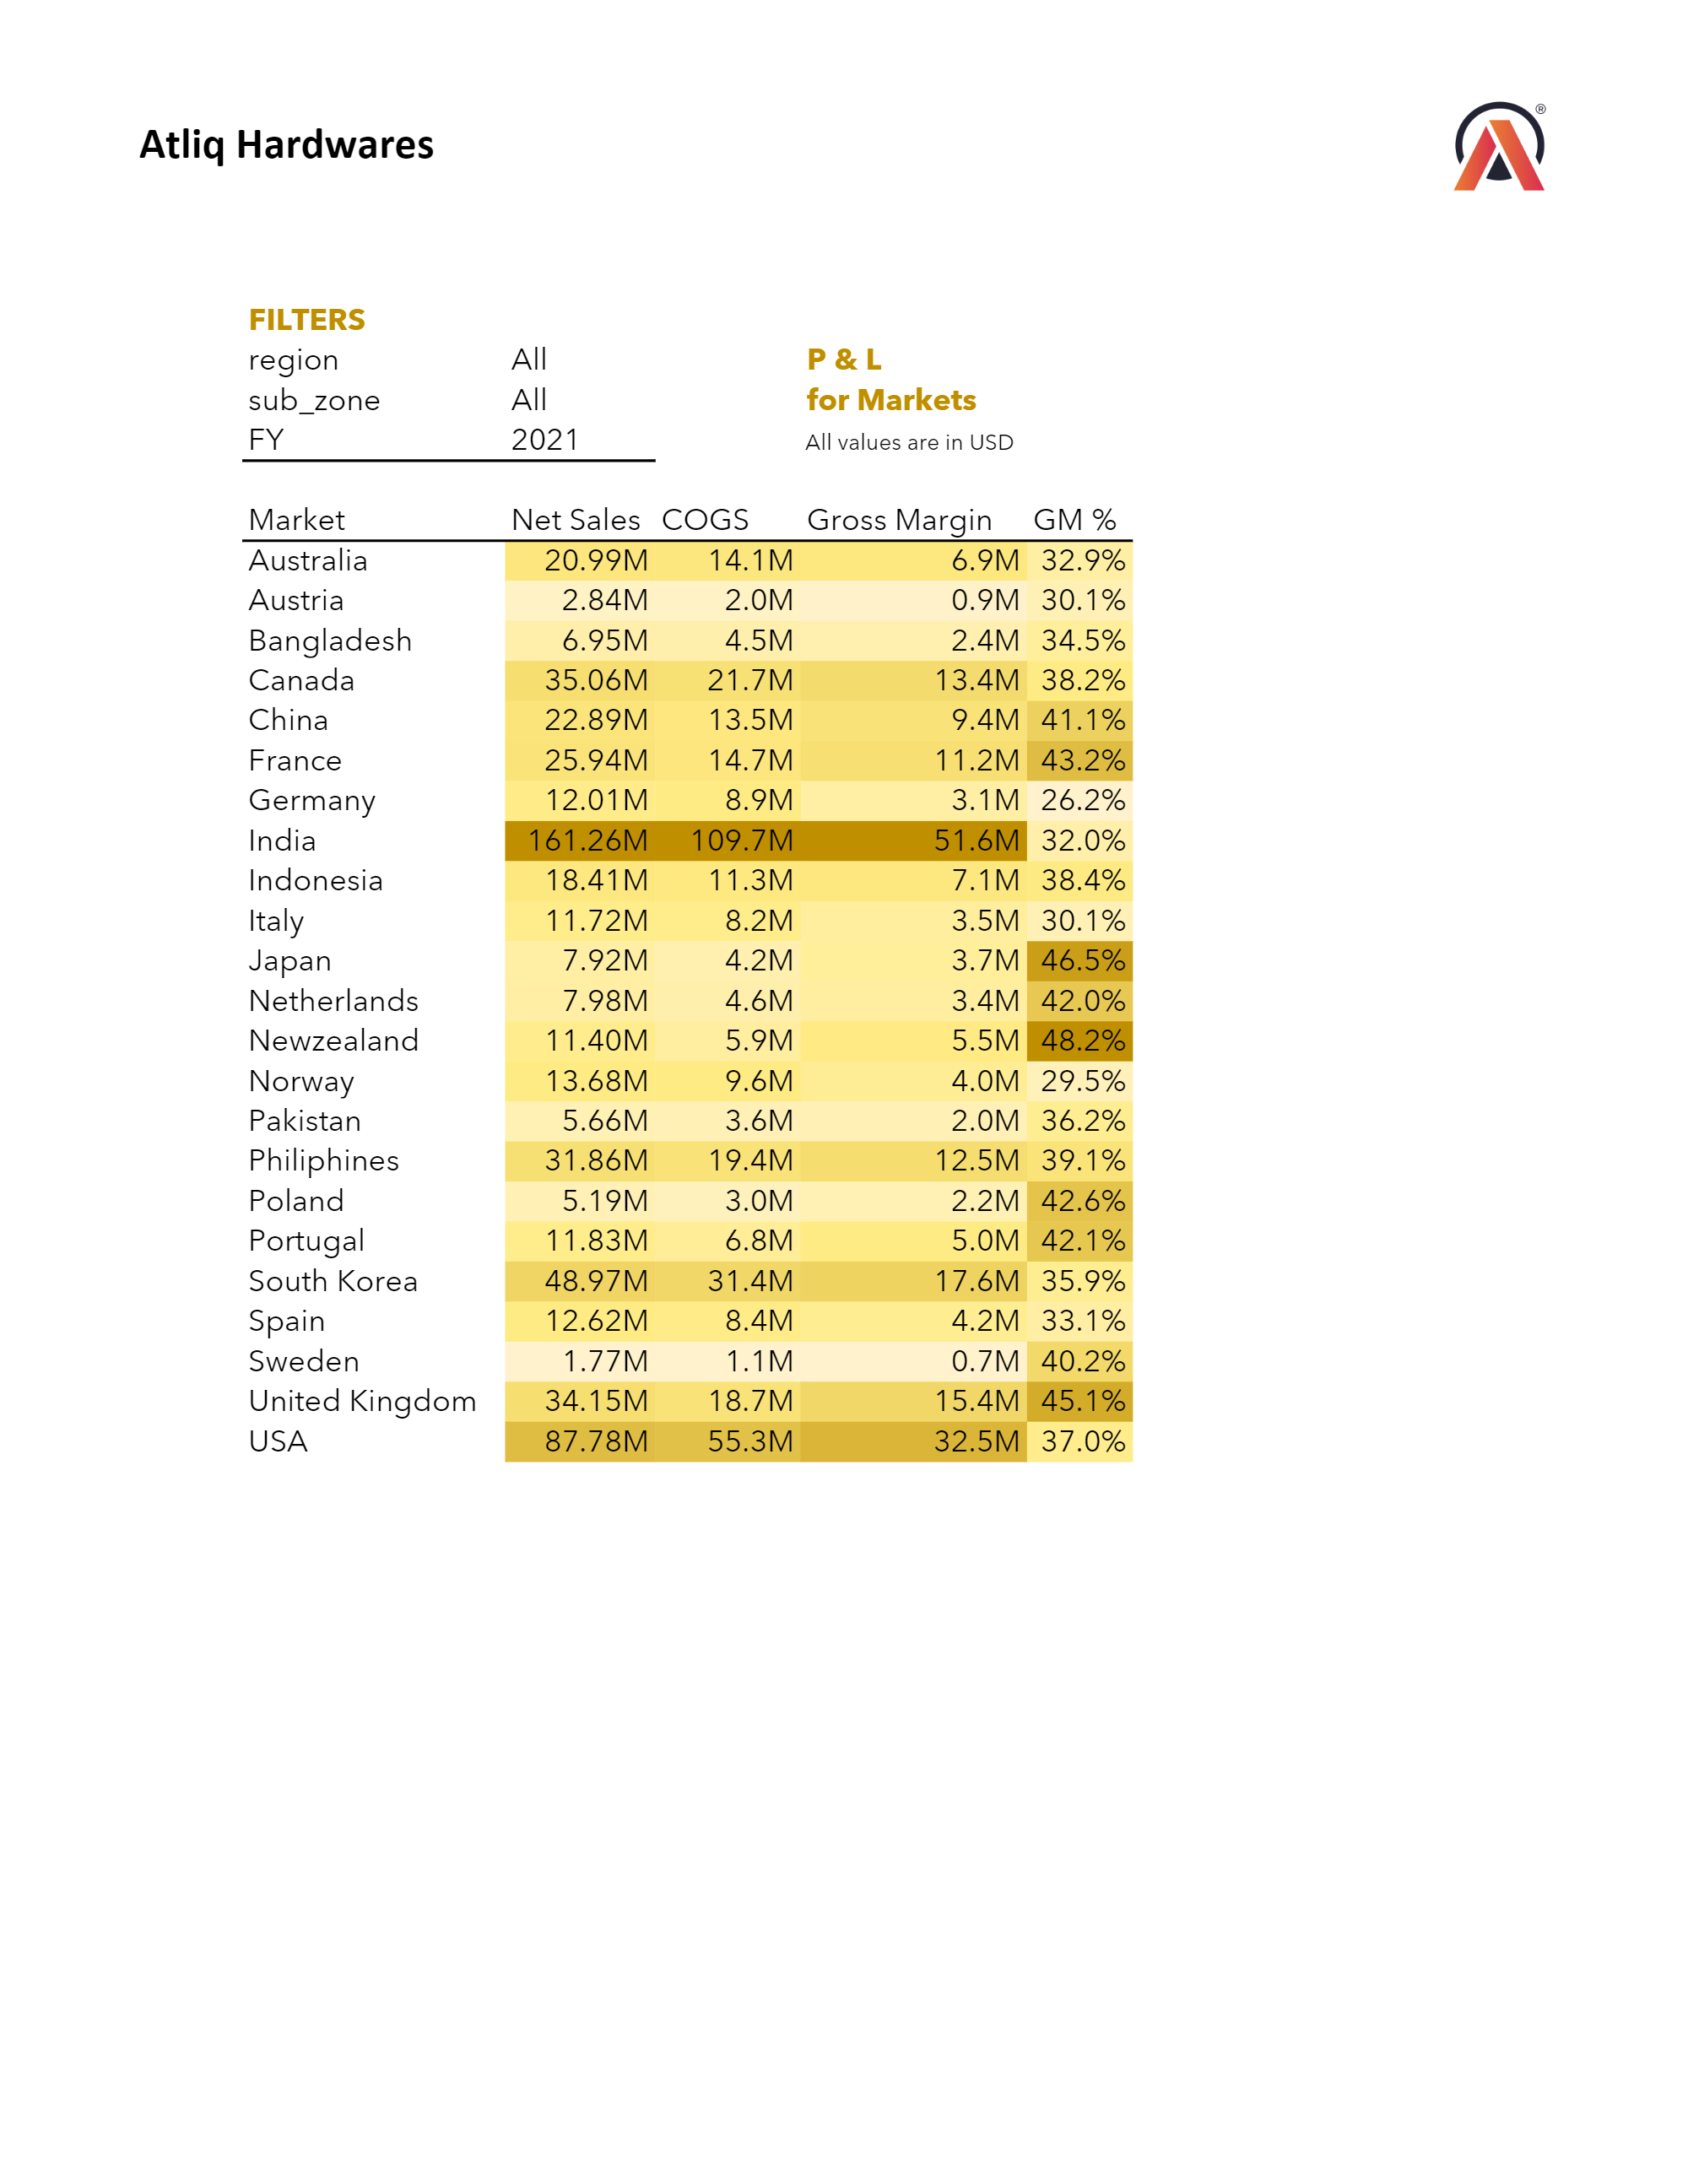 Atliq Hardwares
®
FILTERS
region All P & L
sub_zone All for Markets
FY 2021 All values are in USD
Market Net Sales COGS Gross Margin GM %
Australia 20.99M 14.1M 6.9M 32.9%
Austria 2.84M 2.0M 0.9M 30.1%
Bangladesh 6.95M 4.5M 2.4M 34.5%
Canada 35.06M 21.7M 13.4M 38.2%
China 22.89M 13.5M 9.4M 41.1%
France 25.94M 14.7M 11.2M 43.2%
Germany 12.01M 8.9M 3.1M 26.2%
India 161.26M 109.7M 51.6M 32.0%
Indonesia 18.41M 11.3M 7.1M 38.4%
Italy 11.72M 8.2M 3.5M 30.1%
Japan 7.92M 4.2M 3.7M 46.5%
Netherlands 7.98M 4.6M 3.4M 42.0%
Newzealand 11.40M 5.9M 5.5M 48.2%
Norway 13.68M 9.6M 4.0M 29.5%
Pakistan 5.66M 3.6M 2.0M 36.2%
Philiphines 31.86M 19.4M 12.5M 39.1%
Poland 5.19M 3.0M 2.2M 42.6%
Portugal 11.83M 6.8M 5.0M 42.1%
South Korea 48.97M 31.4M 17.6M 35.9%
Spain 12.62M 8.4M 4.2M 33.1%
Sweden 1.77M 1.1M 0.7M 40.2%
United Kingdom 34.15M 18.7M 15.4M 45.1%
USA 87.78M 55.3M 32.5M 37.0%